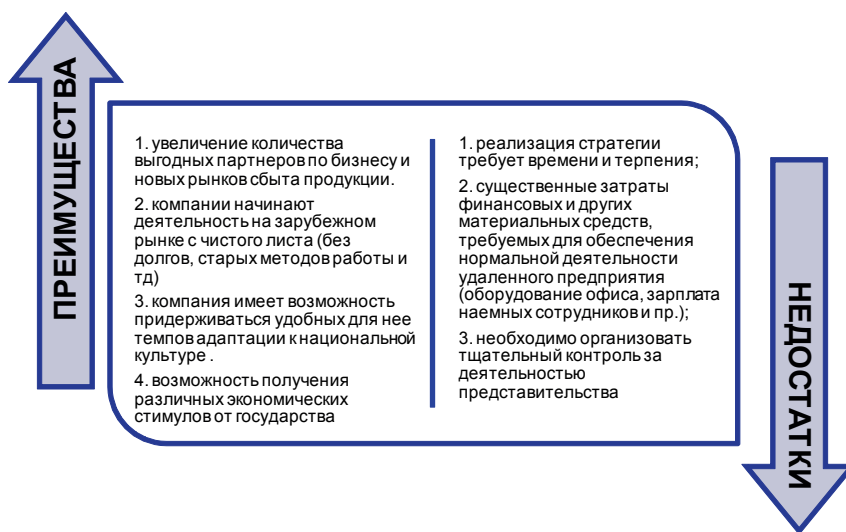 ПРЕИМУЩЕСТВА
1. увеличение количества
выгодных партнеров по бизнесу и
новых рынков сбыта продукции.
2. компании начинают
деятельность на зарубежном
рынке с чистого листа (без
долгов, старых методов работы и
тд)
3. компания имеет возможность
придерживаться удобных для нее
темпов адаптации к национальной
культуре .
4. возможность получения
различных экономических
стимулов от государства
1. реализация стратегии
требует времени и терпения;
2. существенные затраты
финансовых и других
материальных средств,
требуемых для обеспечения
нормальной деятельности
удаленного предприятия
(оборудование офиса, зарплата
наемных сотрудников и пр.);
3. необходимо организовать
тщательный контроль за
деятельностью
представительства
НЕДОСТАТКИ